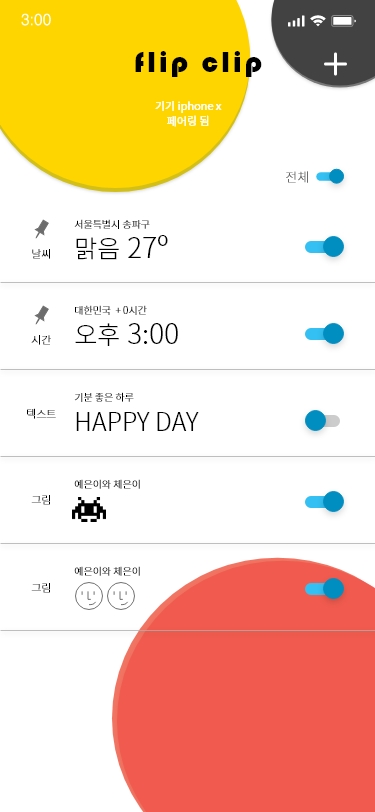 3:00
flip clip
기기 iphone x
페어링 됨
전체
서울특별시 송파구
날씨
맑음 27º
대한민국 +0시간
시간
오후 3:00
기분 좋은 하루
텍스트
HAPPY DAY
예은이와 체은이
그림
예은이와 체은이
그림